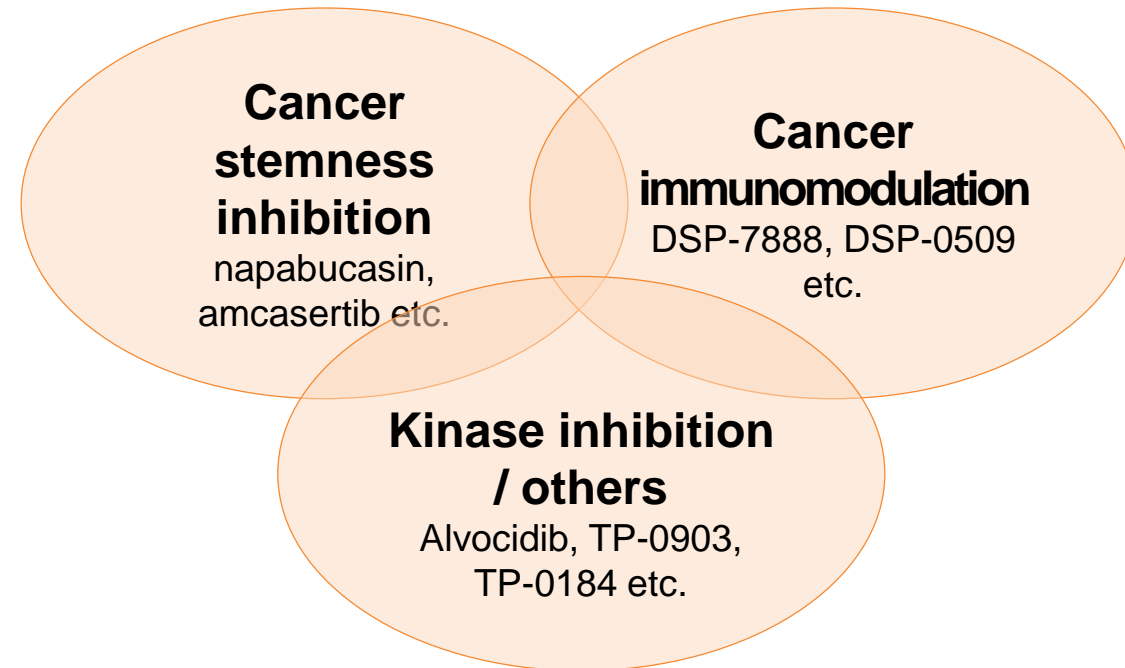 Cancer
stemness
inhibition
napabucasin,
amcasertib etc.
Cancer
immunomodulation
DSP-7888, DSP-0509
etc.
Kinase inhibition
/ others
Alvocidib, TP-0903,
TP-0184 etc.